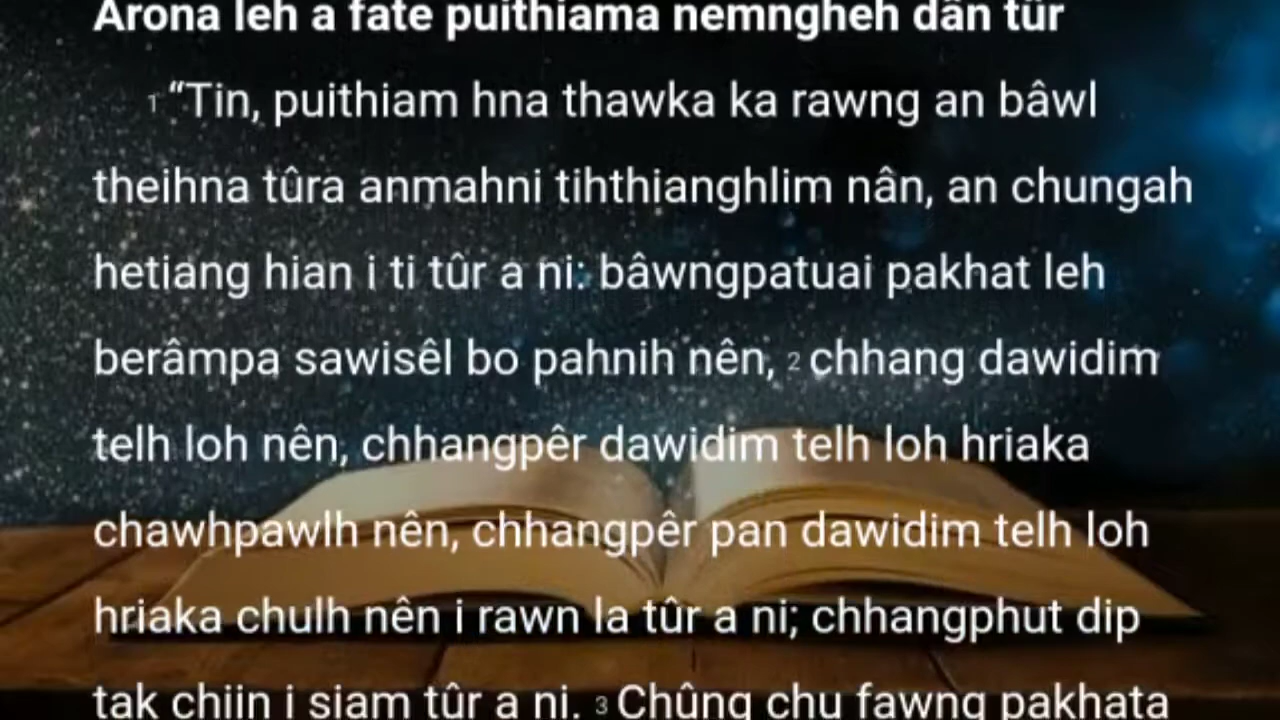 Arona leh a fate puithiama nemngheh dân tûr
1 “Tin, puithiam hna thawka ka rawng an bâwl
theihna tûra anmahni tihthianghlim nân, an chungah
hetiang hian i ti tûr a ni: bâwngpatuai pakhat leh
berâmpa sawisêl bo pahnih nên, 2 chhang dawidim
telh loh nên, chhangpêr dawidim telh loh hriaka
chawhpawlh nên, chhangpêr pan dawidim telh loh
hriaka chulh nên i rawn la tûr a ni; chhangphut dip
tak chiin i siam tûr a ni. 3 Chûng chu fawng pakhata